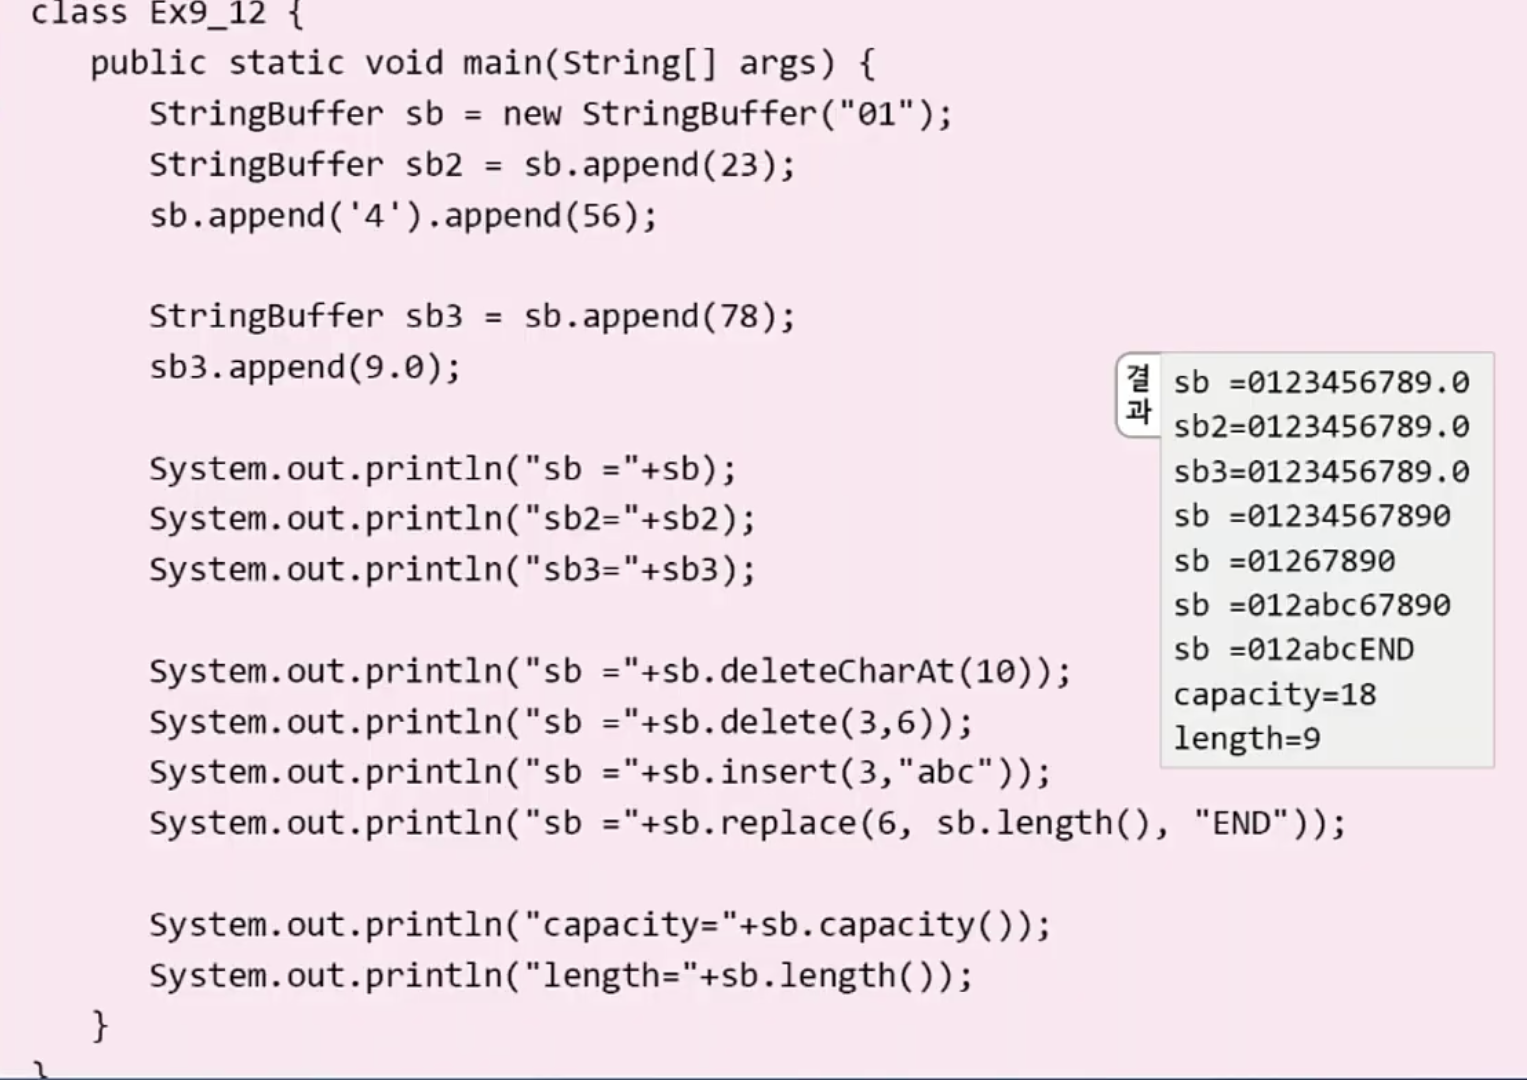 class Ex9_12 {
public static void main(String[] args) {
StringBuffer sb = new StringBuffer("01");
StringBuffer sb2 = sb.append(23);
sb.append('4').append(56);
StringBuffer sb3 = sb.append(78);
sb3.append(9.0);
System.out.println("sb ="+sb);
System.out.println("sb2="+sb2);
System.out.println("sb3="+sb3);
System.out.println("sb ="+sb.deleteCharAt(10));
System.out.println("sb ="+sb.delete(3,6));
System.out.println("sb ="+sb.insert(3,"abc"));
System.out.println("sb ="+sb.replace(6, sb.length(), "END"));
System.out.println("capacity="+sb.capacity());
System.out.println("length="+sb.length());
}
}
결과
sb =0123456789.0
sb2=0123456789.0
sb3=0123456789.0
sb =01234567890
sb =01267890
sb =012abc67890
sb =012abcEND
capacity=18
length=9